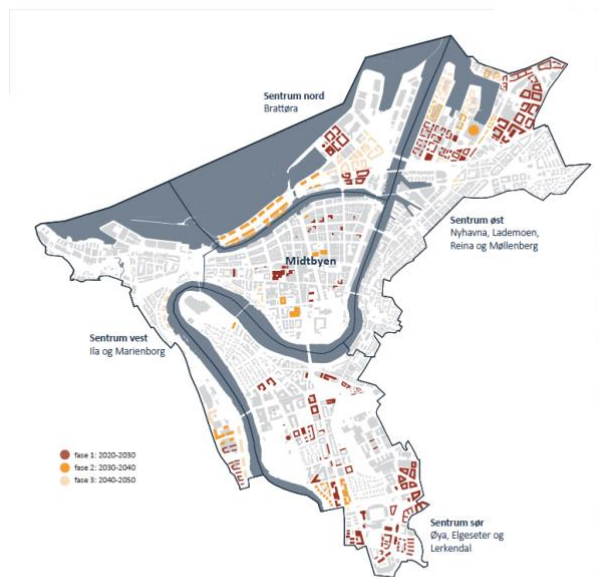 Sentrum nord
Brattøra
Sentrum øst
Nyhavna, Lademoen,
Reina og Møllenberg
Midtbyen
Sentrum vest
Ila og Marienborg
fase 1: 2020-2030
fase 2: 2030-2040
fase 3: 2040-2050
Sentrum sør
Øya, Elgeseter og
Lerkendal